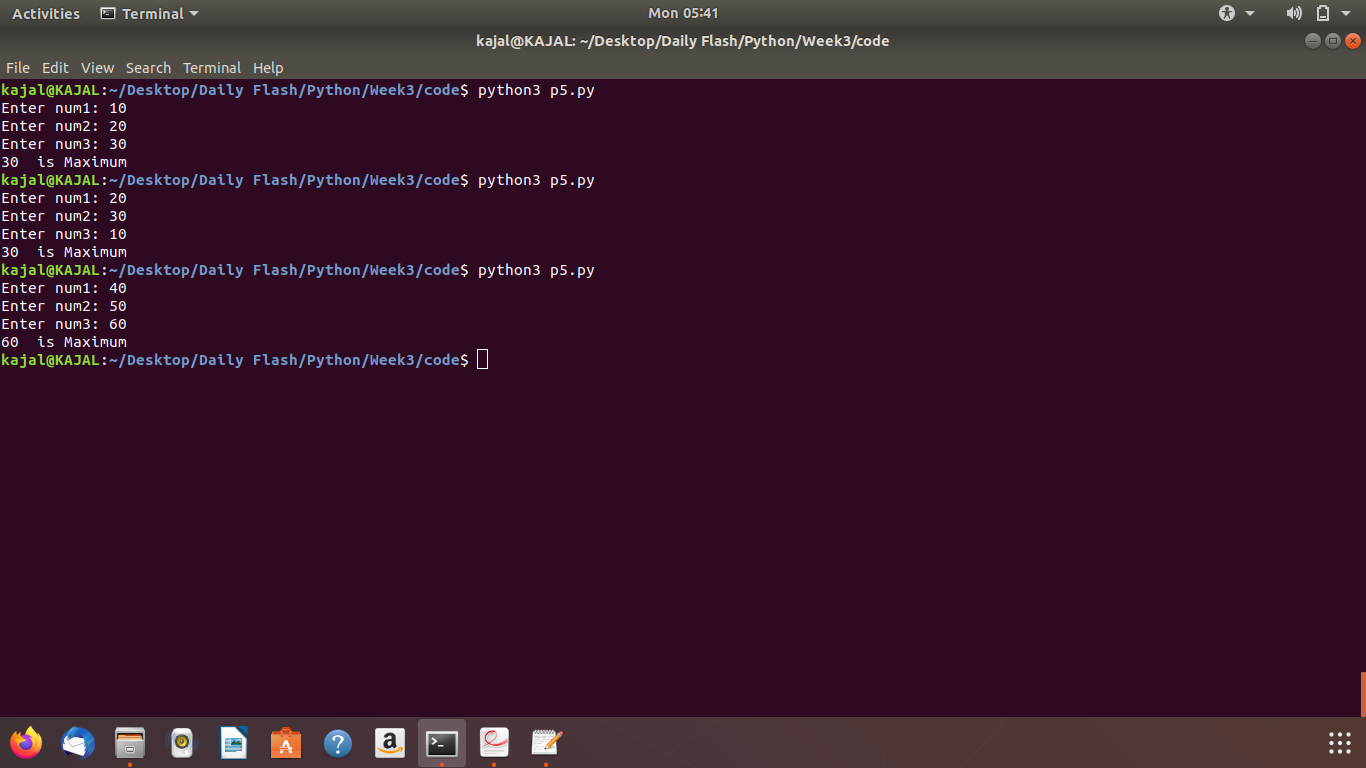 Activities Terminal Mon 05:41
kajal@KAJAL: ~/Desktop/Daily Flash/Python/Week3/code
File Edit View Search Terminal Help
kajal@KAJAL:~/Desktop/Daily Flash/Python/Week3/code$ python3 p5.py
Enter num1: 10
Enter num2: 20
Enter num3: 30
30  is Maximum
kajal@KAJAL:~/Desktop/Daily Flash/Python/Week3/code$ python3 p5.py
Enter num1: 20
Enter num2: 30
Enter num3: 10
30  is Maximum
kajal@KAJAL:~/Desktop/Daily Flash/Python/Week3/code$ python3 p5.py
Enter num1: 40
Enter num2: 50
Enter num3: 60
60  is Maximum
kajal@KAJAL:~/Desktop/Daily Flash/Python/Week3/code$